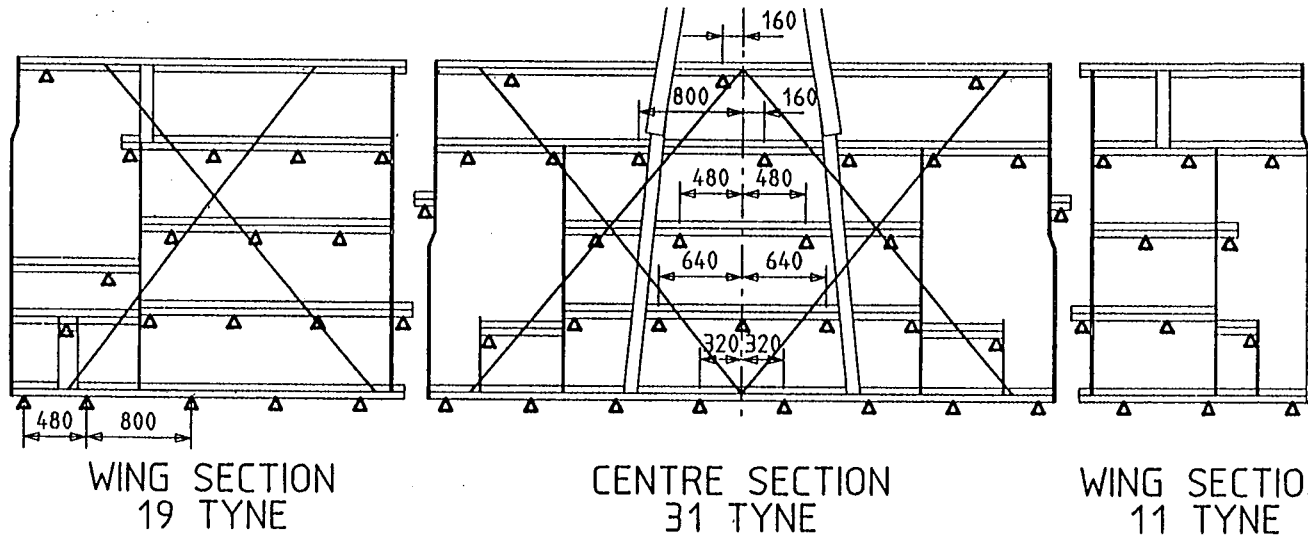 160
800
160
480
480
640
640
320
320
480
800
WING SECTION
19 TYNE
CENTRE SECTION
31 TYNE
WING SECTIO
11 TYNE